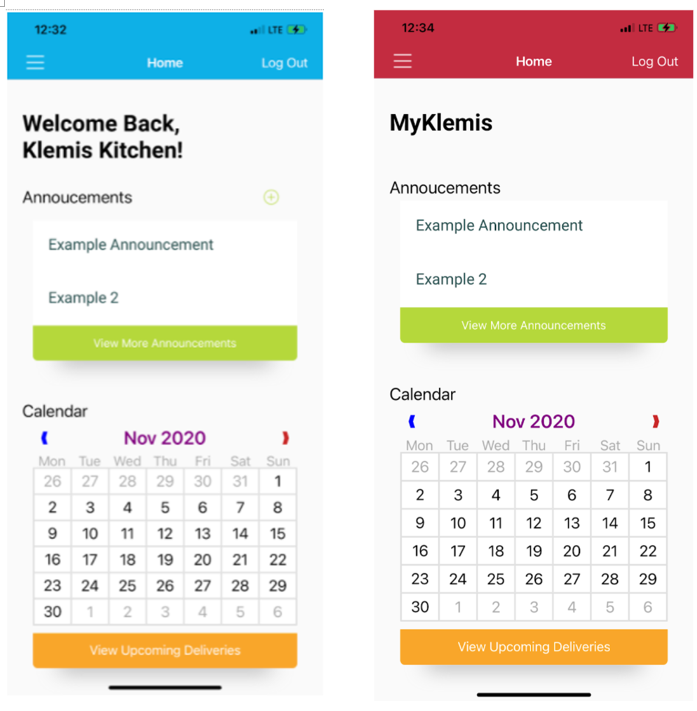 12:32 LTE
Home Log Out
Welcome Back,
Klemis Kitchen!
Annoucements
Example Announcement
Example 2
View More Announcements
Calendar
Nov 2020
Mon Tue Wed Thu Fri Sat Sun
26 27 28 29 30 31 1
2 3 4 5 6 7 8
9 10 11 12 13 14 15
16 17 18 19 20 21 22
23 24 25 26 27 28 29
30 1 2 3 4 5 6
View Upcoming Deliveries
12:34 LTE
Home Log Out
MyKlemis
Annoucements
Example Announcement
Example 2
View More Announcements
Calendar
Nov 2020
Mon Tue Wed Thu Fri Sat Sun
26 27 28 29 30 31 1
2 3 4 5 6 7 8
9 10 11 12 13 14 15
16 17 18 19 20 21 22
23 24 25 26 27 28 29
30 1 2 3 4 5 6
View Upcoming Deliveries